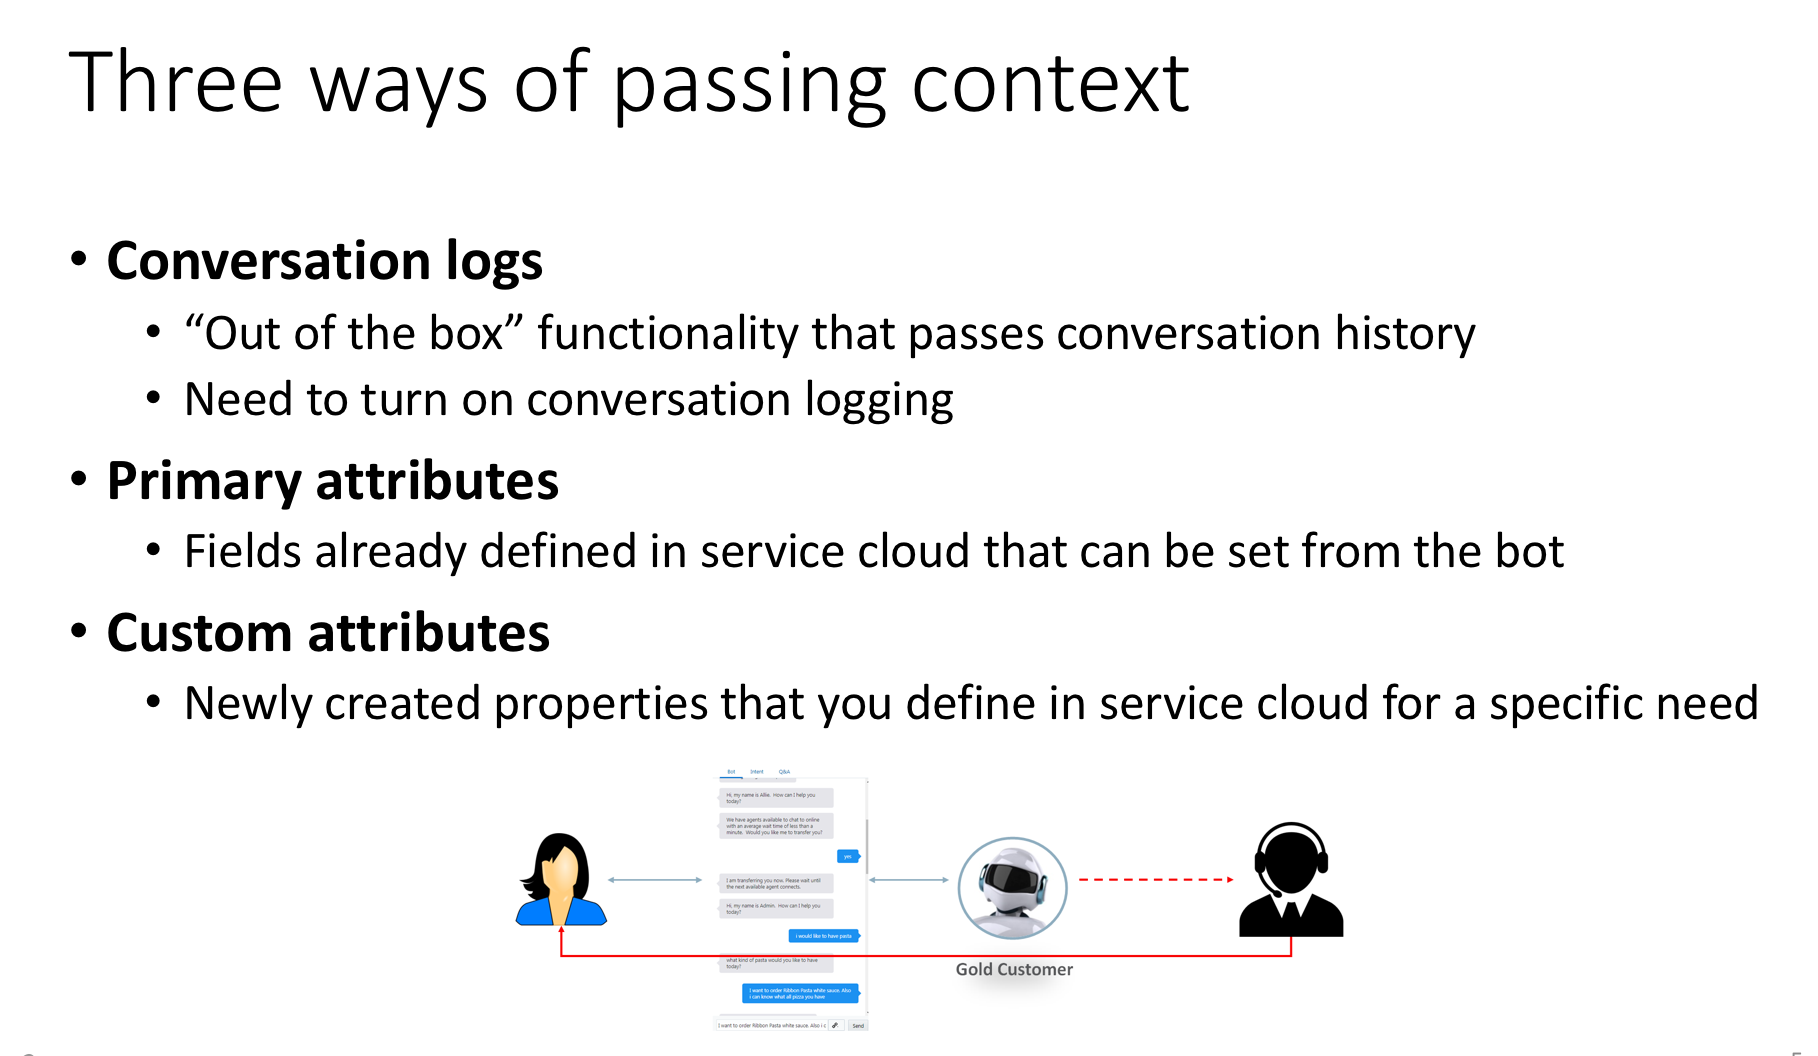 Three ways of passing context
• Conversation logs
• “Out of the box” functionality that passes conversation history
• Need to turn on conversation logging
• Primary attributes
• Fields already defined in service cloud that can be set from the bot
• Custom attributes
• Newly created properties that you define in service cloud for a specific need
Bot Intent Q&A
Hi, my name is Allie. How can I help you
today?
We have agents available to chat to online
with an average wait time of less than a
minute. Would you like me to transfer you?
yes
I am transferring you now. Please wait until
the next available agent connects.
Hi, my name is Admin. How can I help you
today?
i would like to have pasta
what kind of pasta would you like to have
today?
I want to order Ribbon Pasta white sauce. Also
i can know what all pizza you have
I want to order Ribbon Pasta white sauce. Also i c
Send
Gold Customer